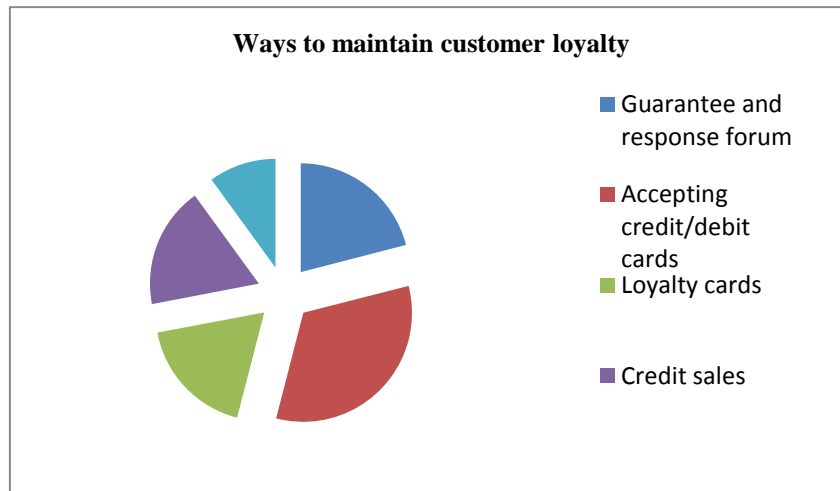 Ways to maintain customer loyalty
Guarantee and
response forum
Accepting
credit/debit
cards
Loyalty cards
Credit sales